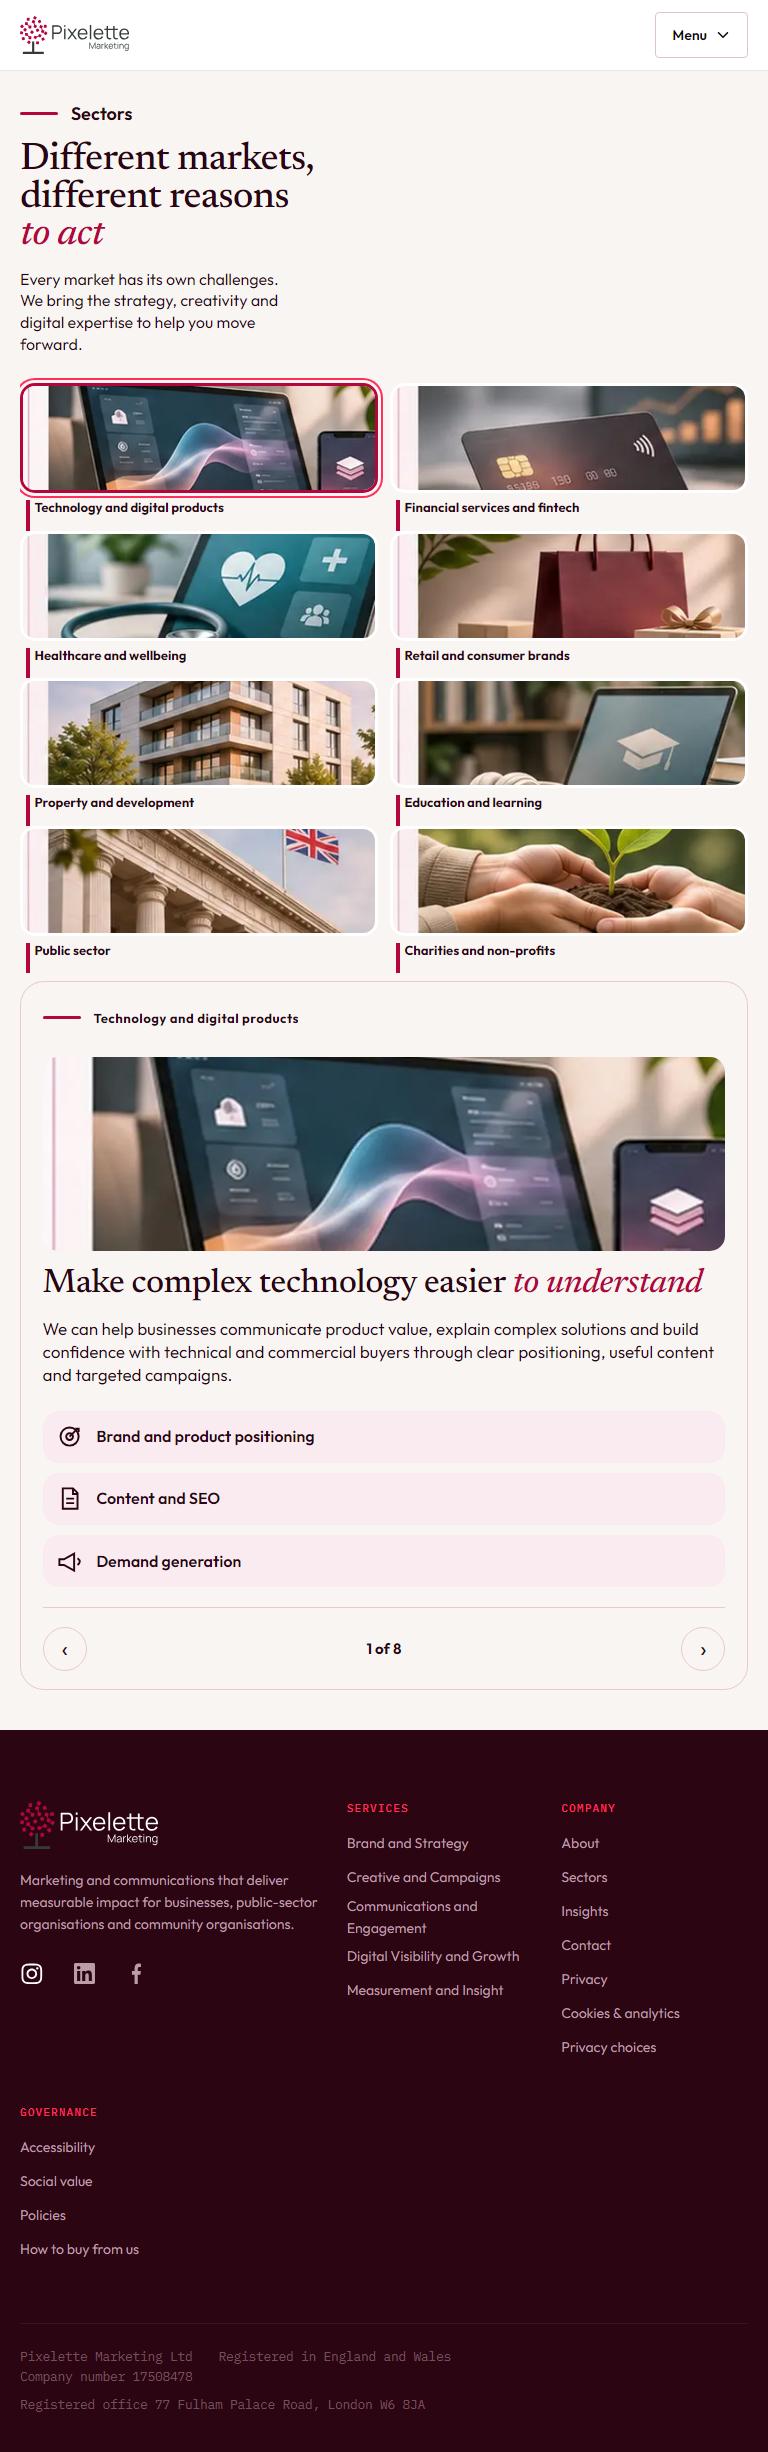 Pixelette
Marketing
Menu
Sectors
Different markets,
different reasons
to act
Every market has its own challenges.
We bring the strategy, creativity and
digital expertise to help you move
forward.
Technology and digital products
Financial services and fintech
Healthcare and wellbeing
Retail and consumer brands
Property and development
Education and learning
Public sector
Charities and non-profits
Technology and digital products
Make complex technology easier to understand
We can help businesses communicate product value, explain complex solutions and build
confidence with technical and commercial buyers through clear positioning, useful content
and targeted campaigns.
Brand and product positioning
Content and SEO
Demand generation
‹
1 of 8
›
Pixelette
Marketing
Marketing and communications that deliver
measurable impact for businesses, public-sector
organisations and community organisations.
SERVICES
Brand and Strategy
Creative and Campaigns
Communications and
Engagement
Digital Visibility and Growth
Measurement and Insight
COMPANY
About
Sectors
Insights
Contact
Privacy
Cookies & analytics
Privacy choices
GOVERNANCE
Accessibility
Social value
Policies
How to buy from us
Pixelette Marketing Ltd Registered in England and Wales
Company number 17508478
Registered office 77 Fulham Palace Road, London W6 8JA